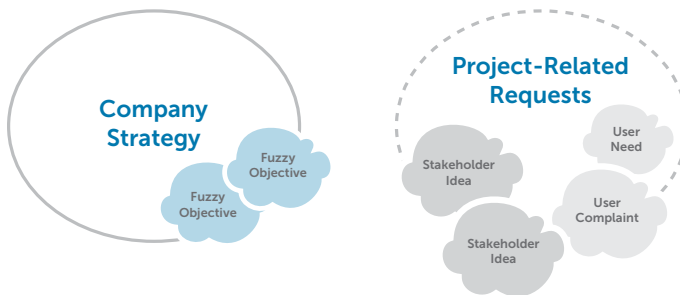 Company
Strategy
Fuzzy
Objective
Fuzzy
Objective
Project-Related
Requests
User
Need
Stakeholder
Idea
User
Complaint
Stakeholder
Idea